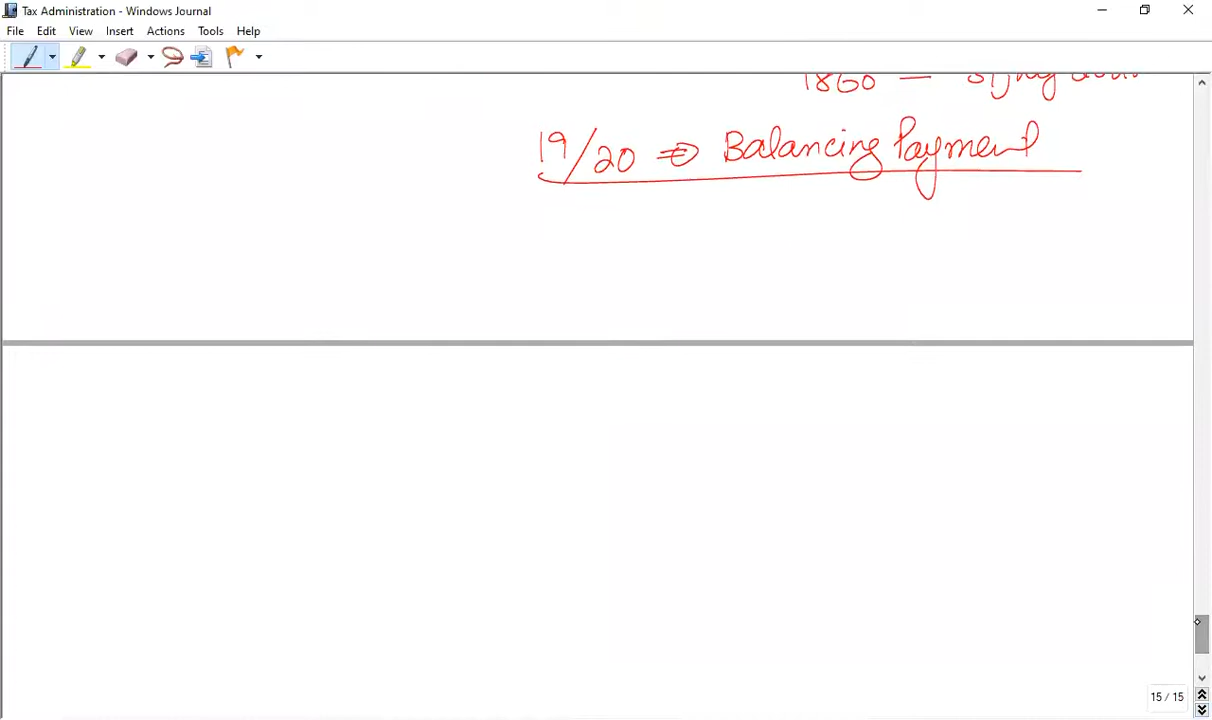 Tax Administration - Windows Journal
File Edit View Insert Actions Tools Help
1860 —
19/20 ⇒ Balancing Payment
15 / 15